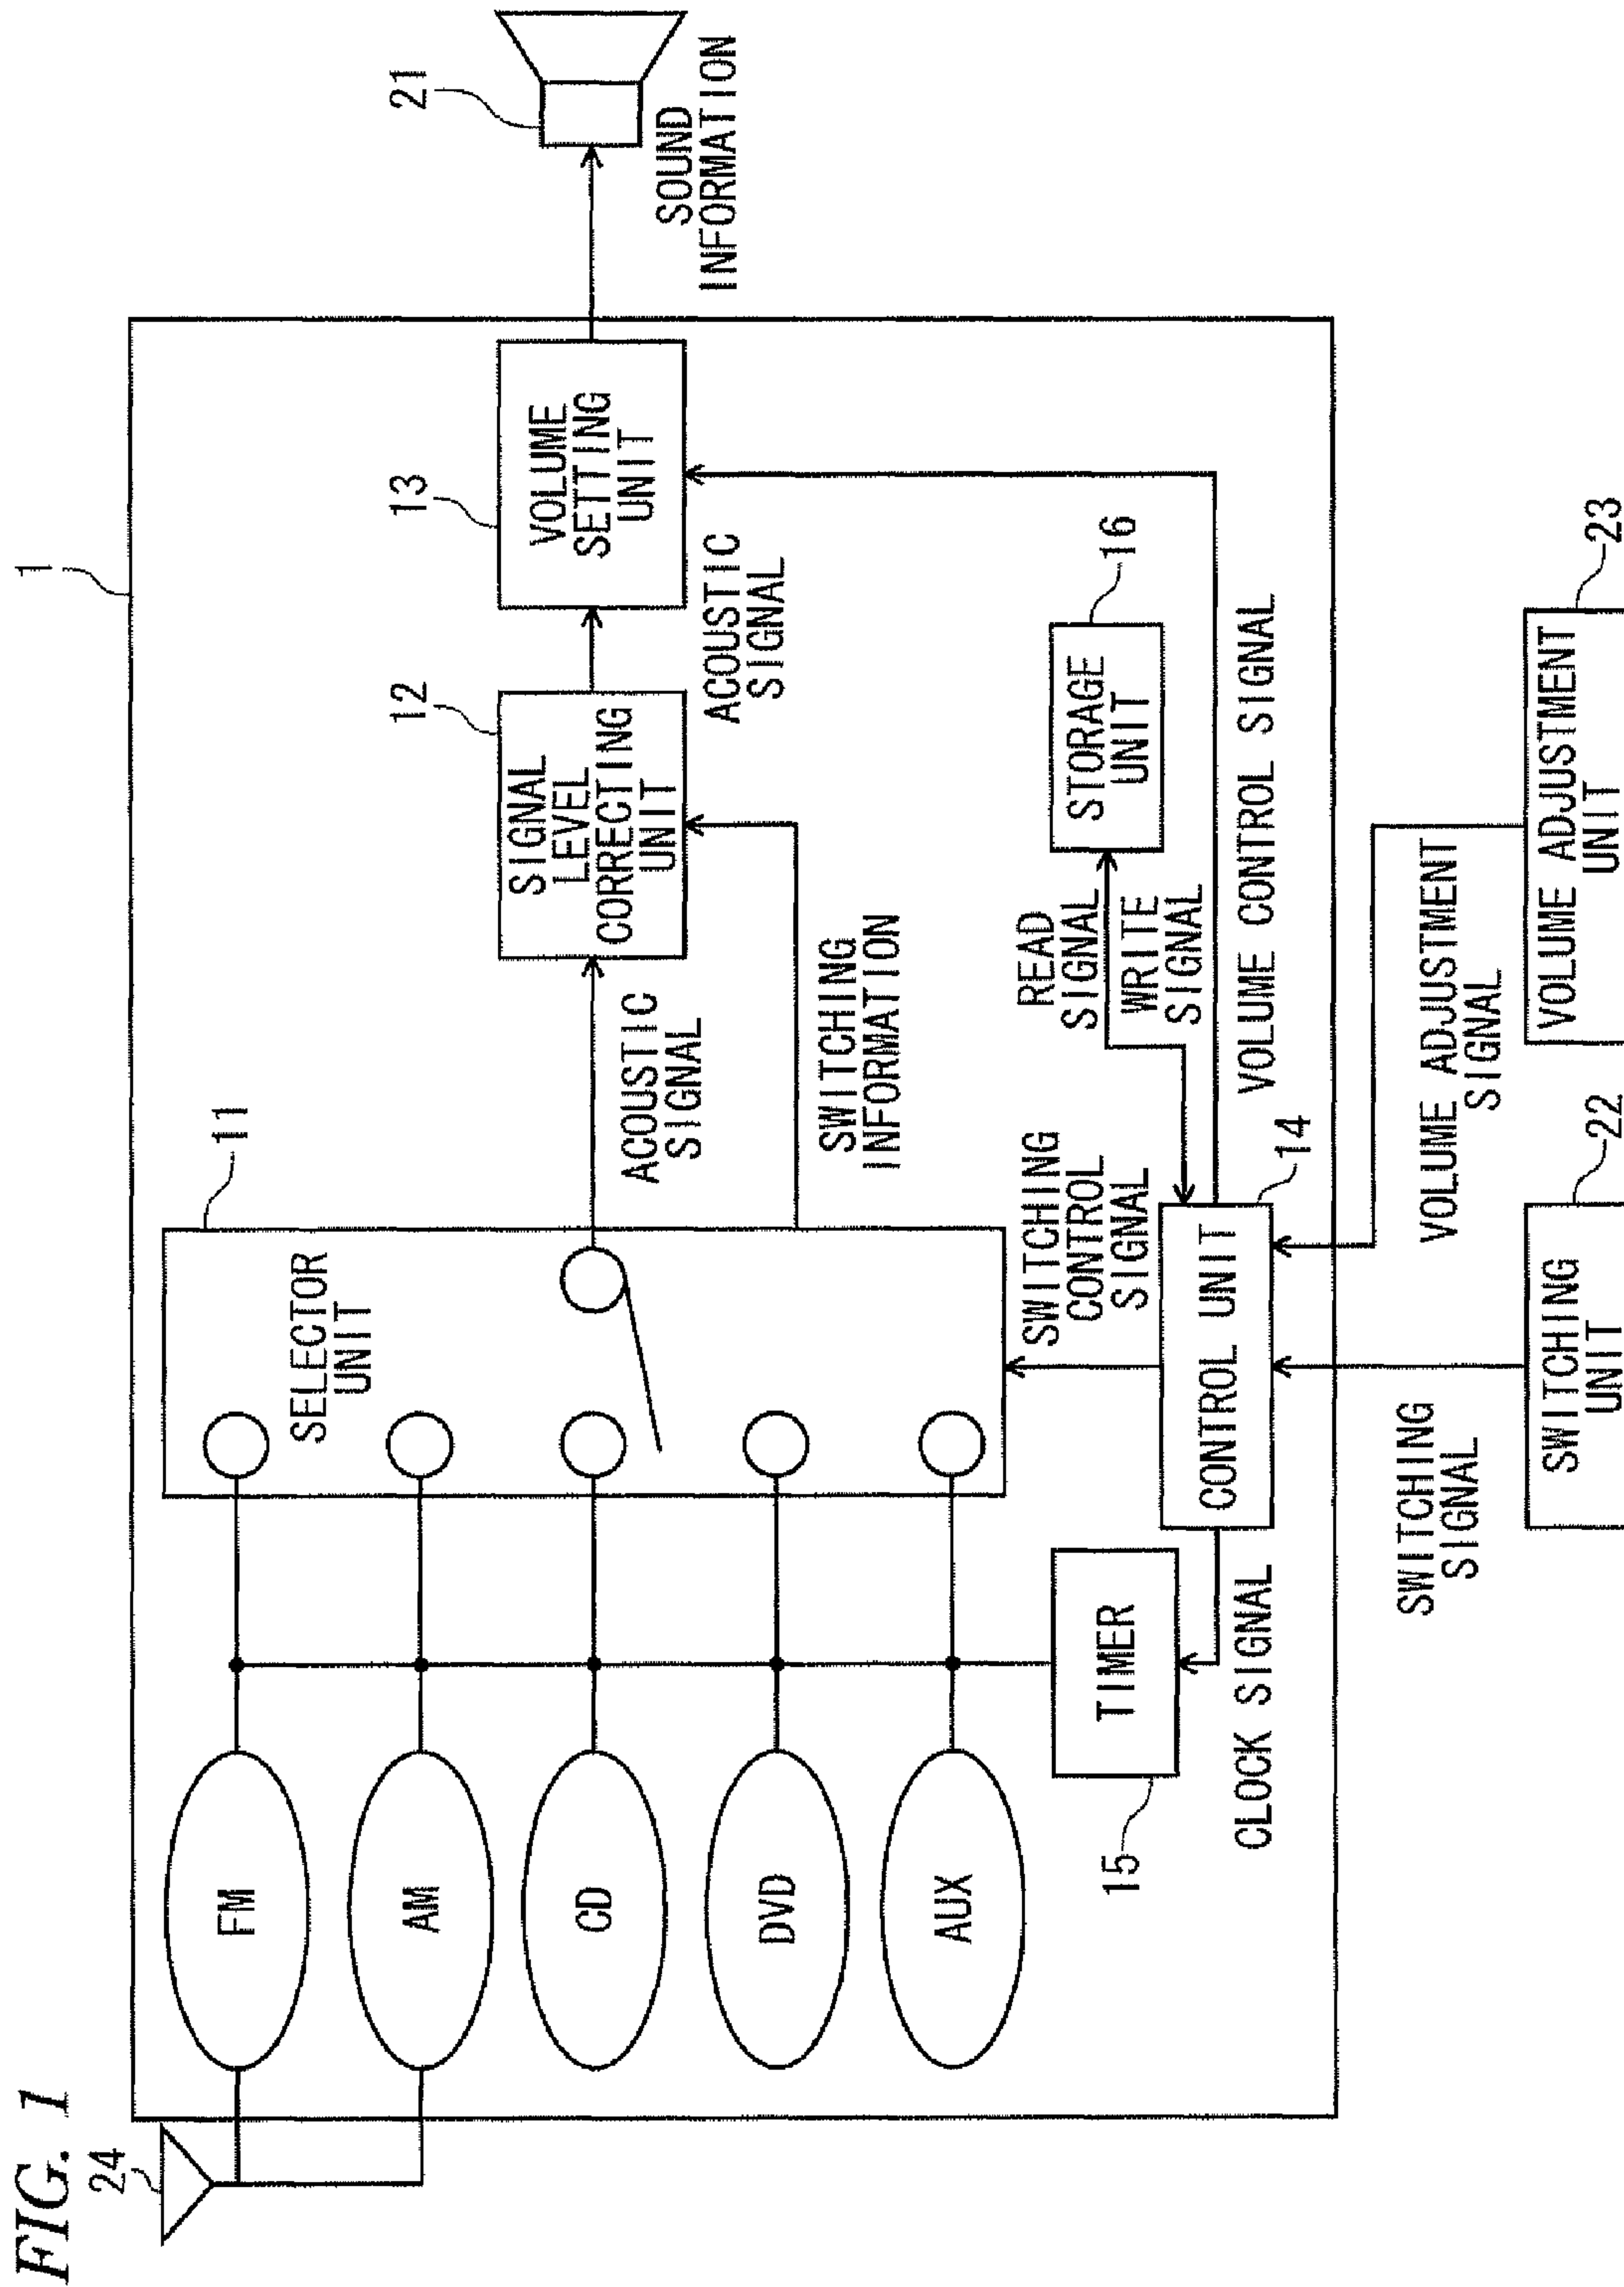 FIG. 1
24
1
FM
AM
CD
DVD
AUX
11
SELECTOR
UNIT
ACOUSTIC
SIGNAL
SWITCHING
INFORMATION
12
SIGNAL
LEVEL
CORRECTING
UNIT
ACOUSTIC
SIGNAL
13
VOLUME
SETTING
UNIT
21
SOUND
INFORMATION
15
TIMER
CLOCK SIGNAL
SWITCHING
CONTROL
SIGNAL
CONTROL UNIT
14
READ
SIGNAL
WRITE
SIGNAL
STORAGE
UNIT
16
VOLUME CONTROL SIGNAL
SWITCHING
SIGNAL
SWITCHING
UNIT
22
VOLUME ADJUSTMENT
SIGNAL
VOLUME ADJUSTMENT
UNIT
23